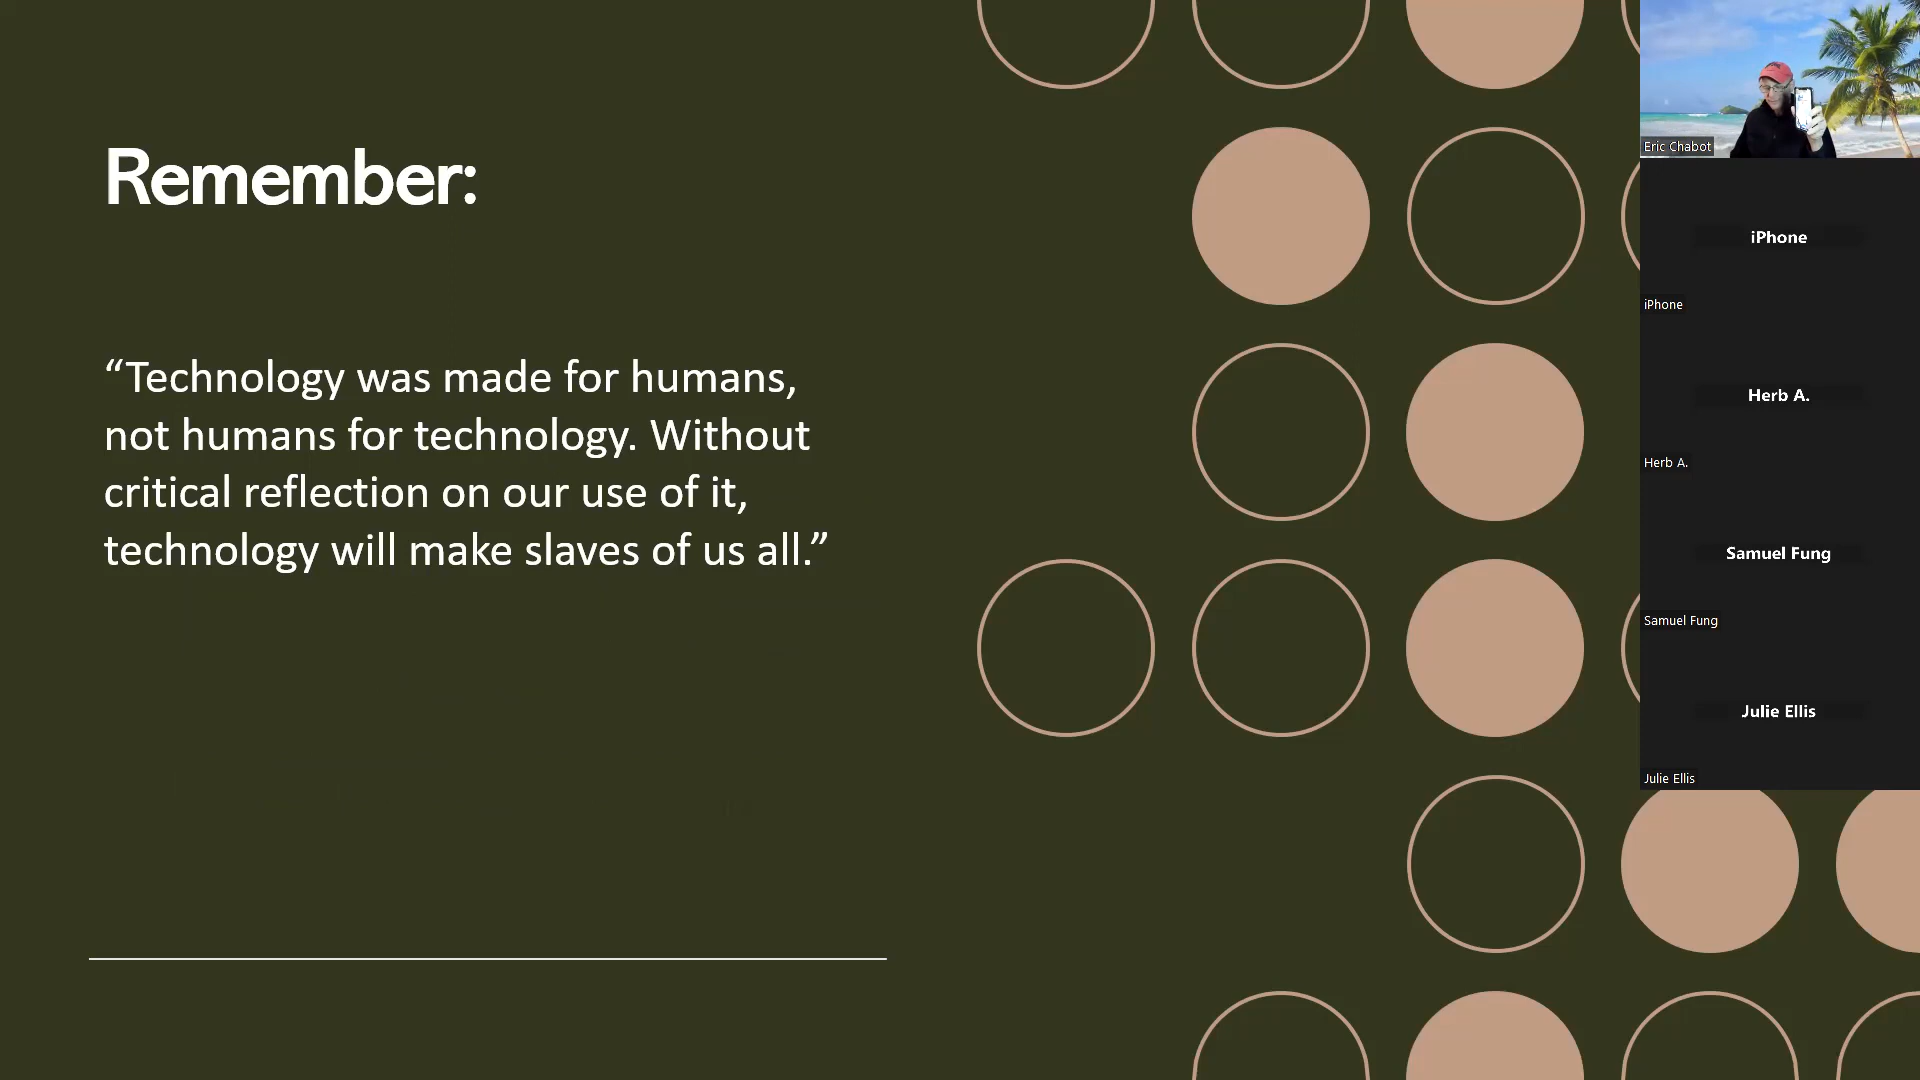 Remember:
“Technology was made for humans,
not humans for technology. Without
critical reflection on our use of it,
technology will make slaves of us all.”
Eric Chabot
iPhone
iPhone
Herb A.
Herb A.
Samuel Fung
Samuel Fung
Julie Ellis
Julie Ellis